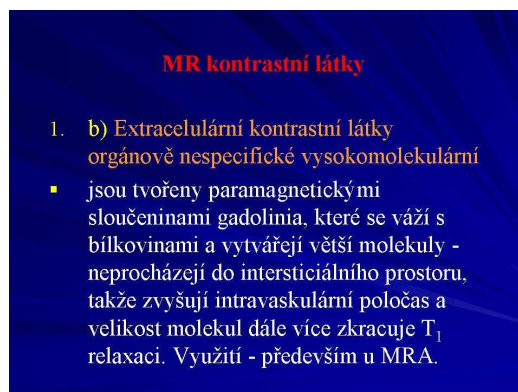 MR kontrastní látky
1. b) Extracelulární kontrastní látky
orgánově nespecifické vysokomolekulární
▪ jsou tvořeny paramagnetickými
sloučeninami gadolinia, které se váží s
bílkovinami a vytvářejí větší molekuly -
neprocházejí do intersticiálního prostoru,
takže zvyšují intravaskulární poločas a
velikost molekul dále více zkracuje T₁
relaxaci. Využití - především u MRA.